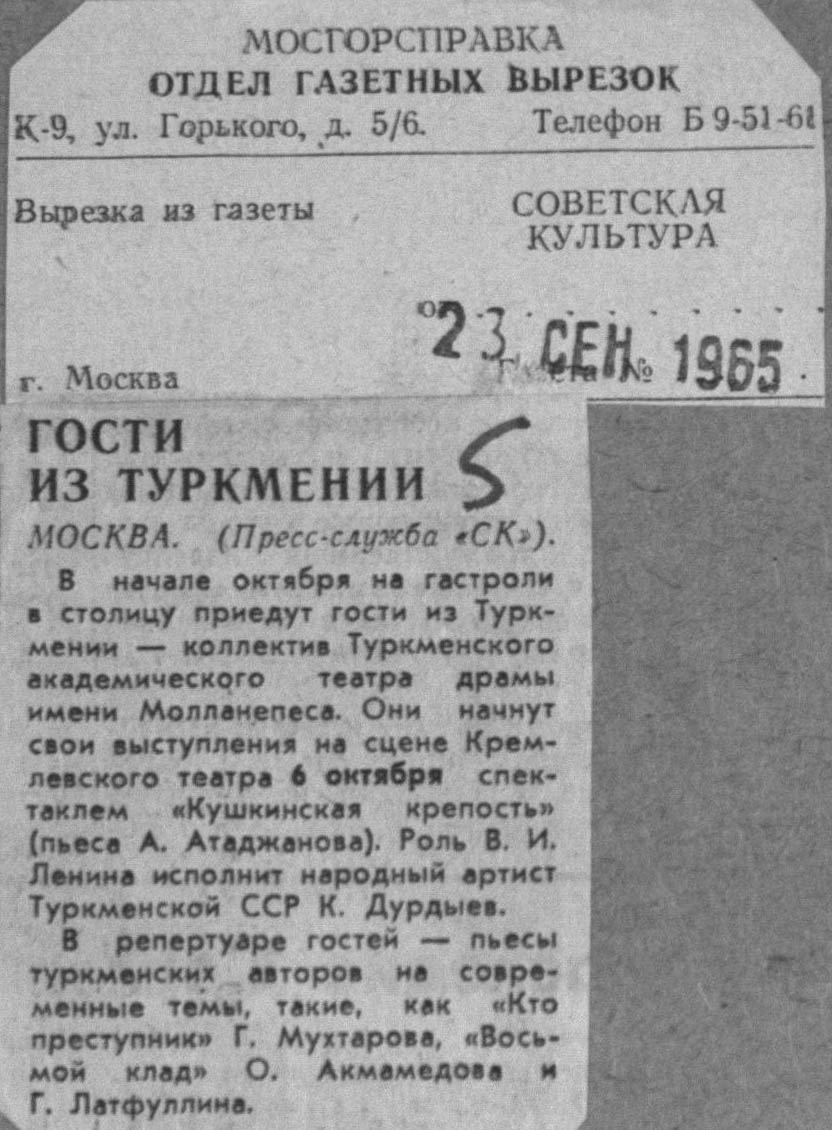 МОСГОРСПРАВКА
ОТДЕЛ ГАЗЕТНЫХ ВЫРЕЗОК
К-9, ул. Горького, д. 5/6. Телефон Б 9-51-61
Вырезка из газеты
СОВЕТСКАЯ
КУЛЬТУРА
от 23 СЕН 1965
г. Москва Газета №
ГОСТИ
ИЗ ТУРКМЕНИИ 5
МОСКВА. (Пресс-служба «СК»).
В начале октября на гастроли
в столицу приедут гости из Турк-
мении — коллектив Туркменского
академического театра драмы
имени Молланепеса. Они начнут
свои выступления на сцене Крем-
левского театра 6 октября спек-
таклем «Кушкинская крепость»
(пьеса А. Атаджанова). Роль В. И.
Ленина исполнит народный артист
Туркменской ССР К. Дурдыев.
В репертуаре гостей — пьесы
туркменских авторов на совре-
менные темы, такие, как «Кто
преступник» Г. Мухтарова, «Вось-
мой клад» О. Акмамедова и
Г. Латфуллина.